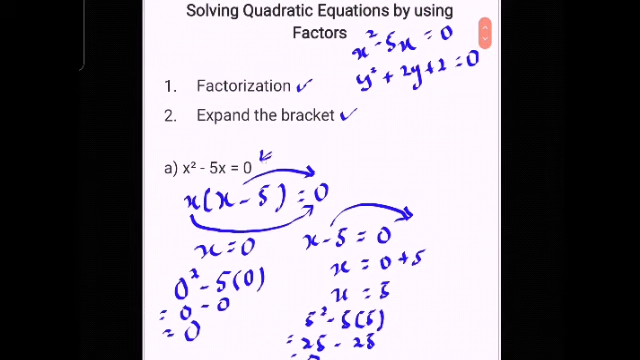 Solving Quadratic Equations by using
Factors
x² - 5x = 0
y² + 2y + 2 = 0
1. Factorization ✓
2. Expand the bracket ✓
a) x² - 5x = 0
x(x - 5) = 0
x = 0
x - 5 = 0
0² - 5(0)
x = 0 + 5
= 0 - 0
x = 5
= 0
5² - 5(5)
= 25 - 25
= 0